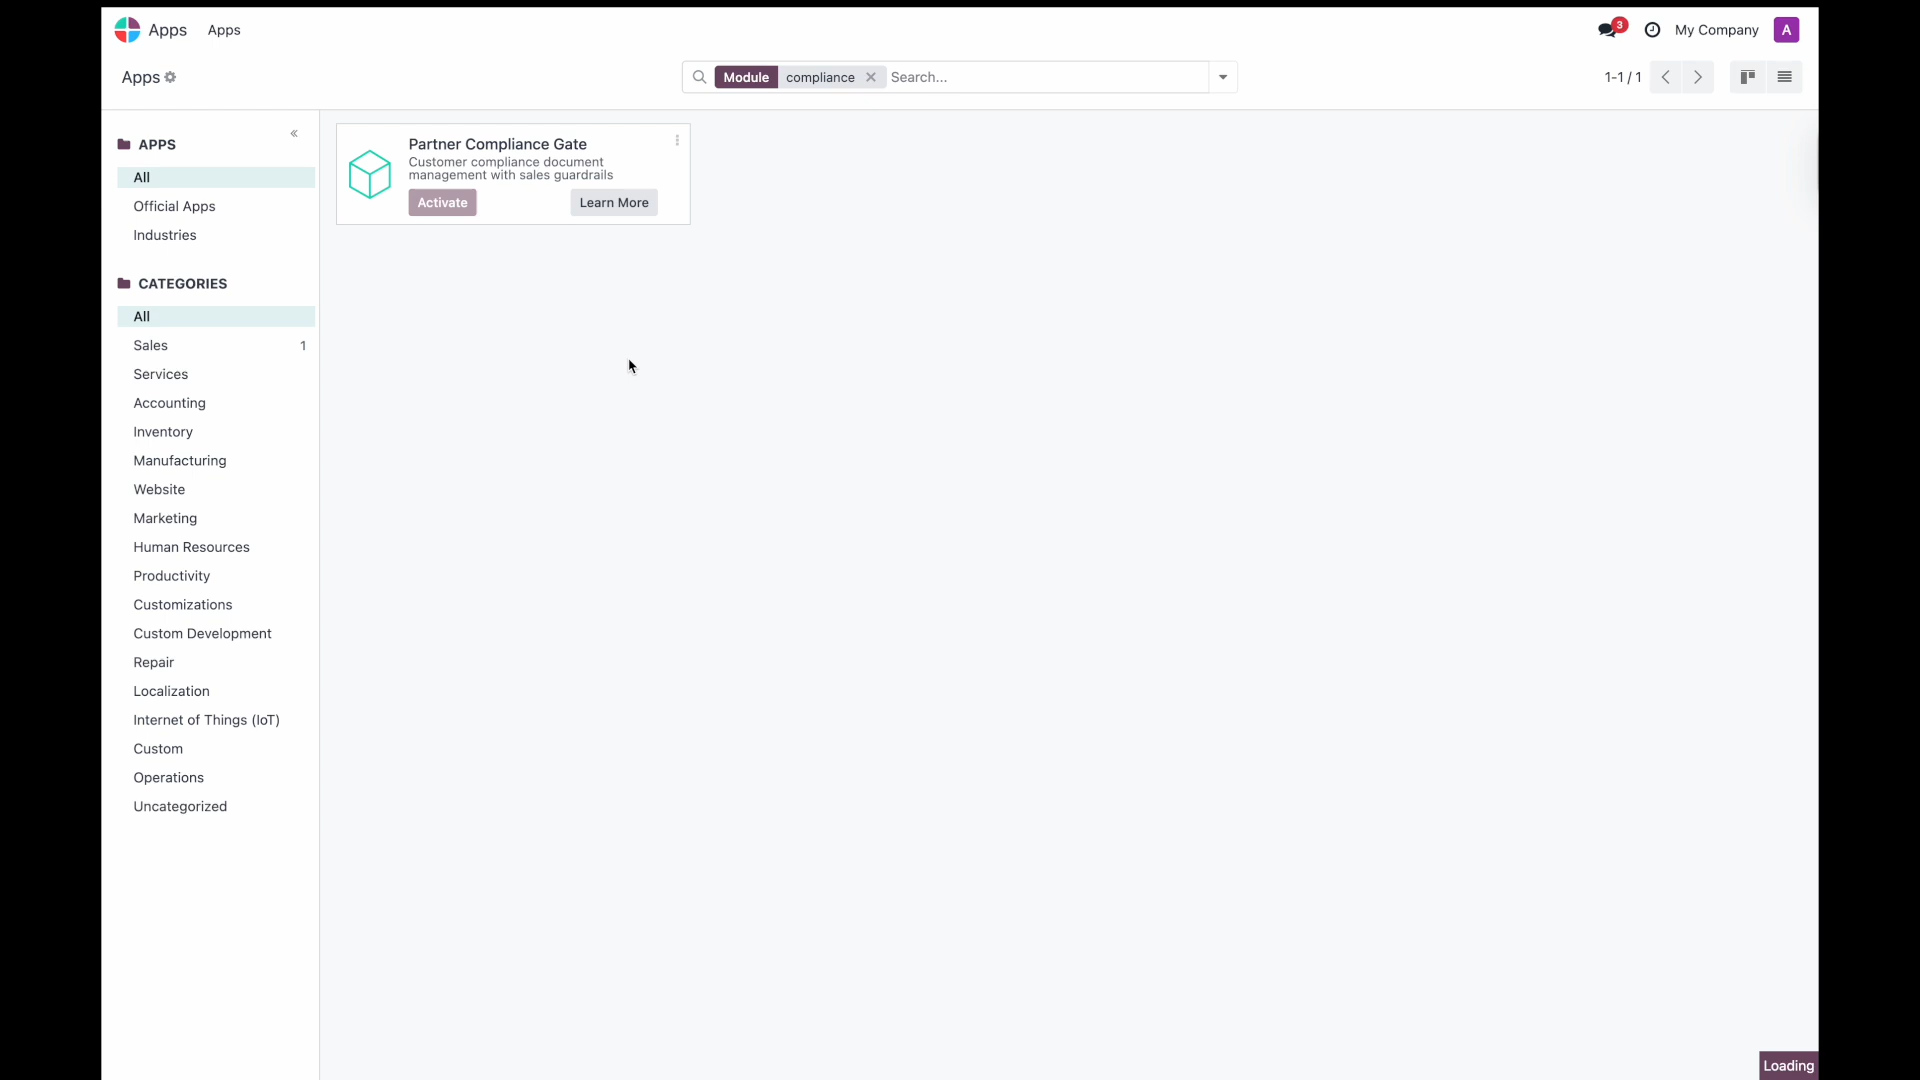 Apps
Apps
3
My Company
A
Apps
Module compliance
Search...
1-1 / 1
APPS
All
Official Apps
Industries
CATEGORIES
All
Sales 1
Services
Accounting
Inventory
Manufacturing
Website
Marketing
Human Resources
Productivity
Customizations
Custom Development
Repair
Localization
Internet of Things (IoT)
Custom
Operations
Uncategorized
Partner Compliance Gate
Customer compliance document
management with sales guardrails
Activate
Learn More
Loading